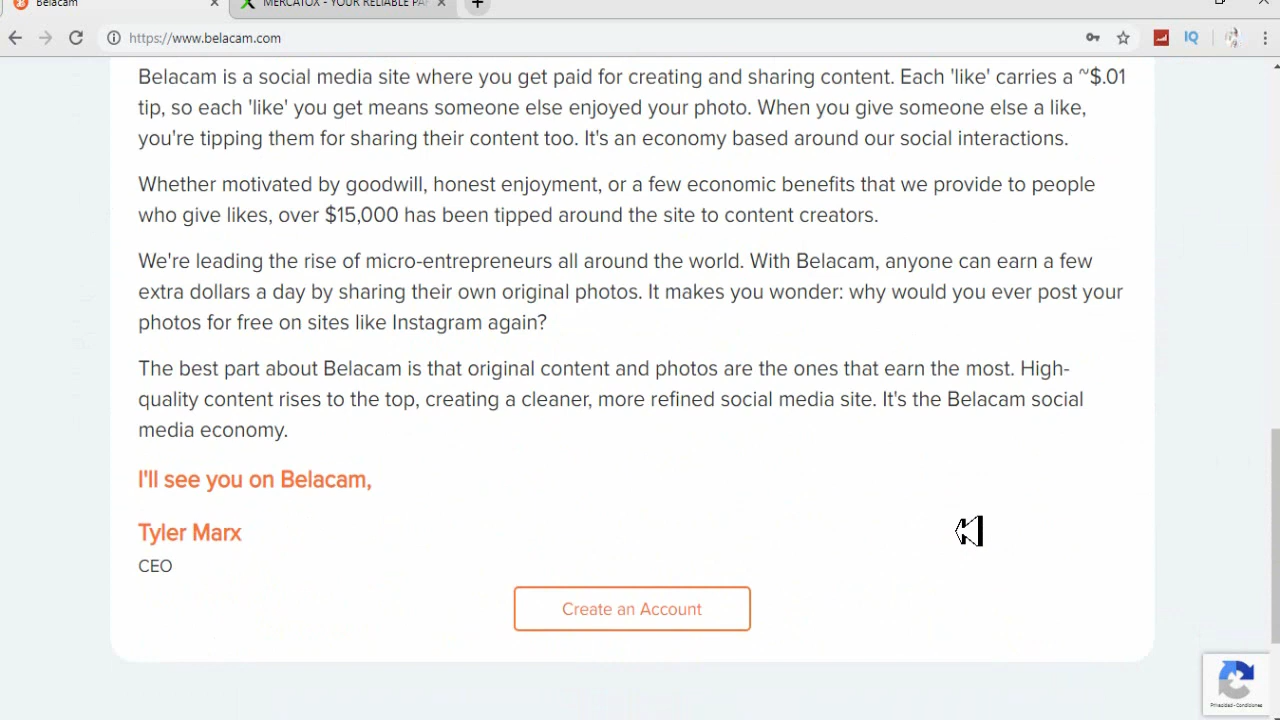 Belacam
MERCATOX - YOUR RELIABLE PA
https://www.belacam.com
IQ
Belacam is a social media site where you get paid for creating and sharing content. Each 'like' carries a ~$.01
tip, so each 'like' you get means someone else enjoyed your photo. When you give someone else a like,
you're tipping them for sharing their content too. It's an economy based around our social interactions.
Whether motivated by goodwill, honest enjoyment, or a few economic benefits that we provide to people
who give likes, over $15,000 has been tipped around the site to content creators.
We're leading the rise of micro-entrepreneurs all around the world. With Belacam, anyone can earn a few
extra dollars a day by sharing their own original photos. It makes you wonder: why would you ever post your
photos for free on sites like Instagram again?
The best part about Belacam is that original content and photos are the ones that earn the most. High-
quality content rises to the top, creating a cleaner, more refined social media site. It's the Belacam social
media economy.
I'll see you on Belacam,
Tyler Marx
CEO
Create an Account
Privacidad - Condiciones